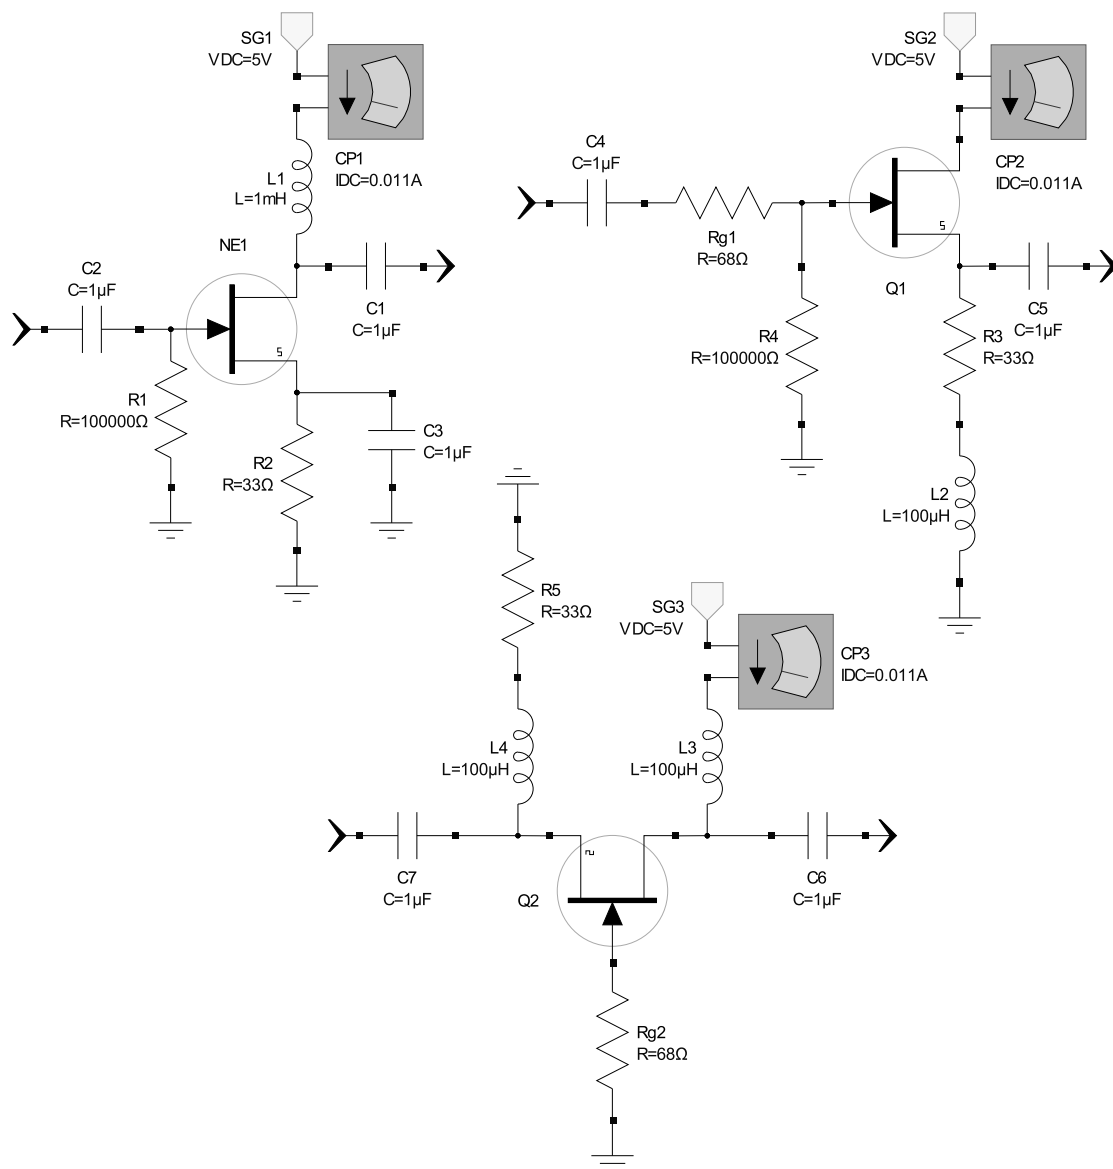 SG1
VDC=5V
CP1
IDC=0.011A
L1
L=1mH
NE1
C2
C=1µF
C1
C=1µF
S
R1
R=100000Ω
R2
R=33Ω
C3
C=1µF
SG2
VDC=5V
CP2
IDC=0.011A
C4
C=1µF
Rg1
R=68Ω
S
Q1
C5
C=1µF
R4
R=100000Ω
R3
R=33Ω
L2
L=100µH
R5
R=33Ω
SG3
VDC=5V
CP3
IDC=0.011A
L4
L=100µH
L3
L=100µH
C7
C=1µF
S
Q2
C6
C=1µF
Rg2
R=68Ω